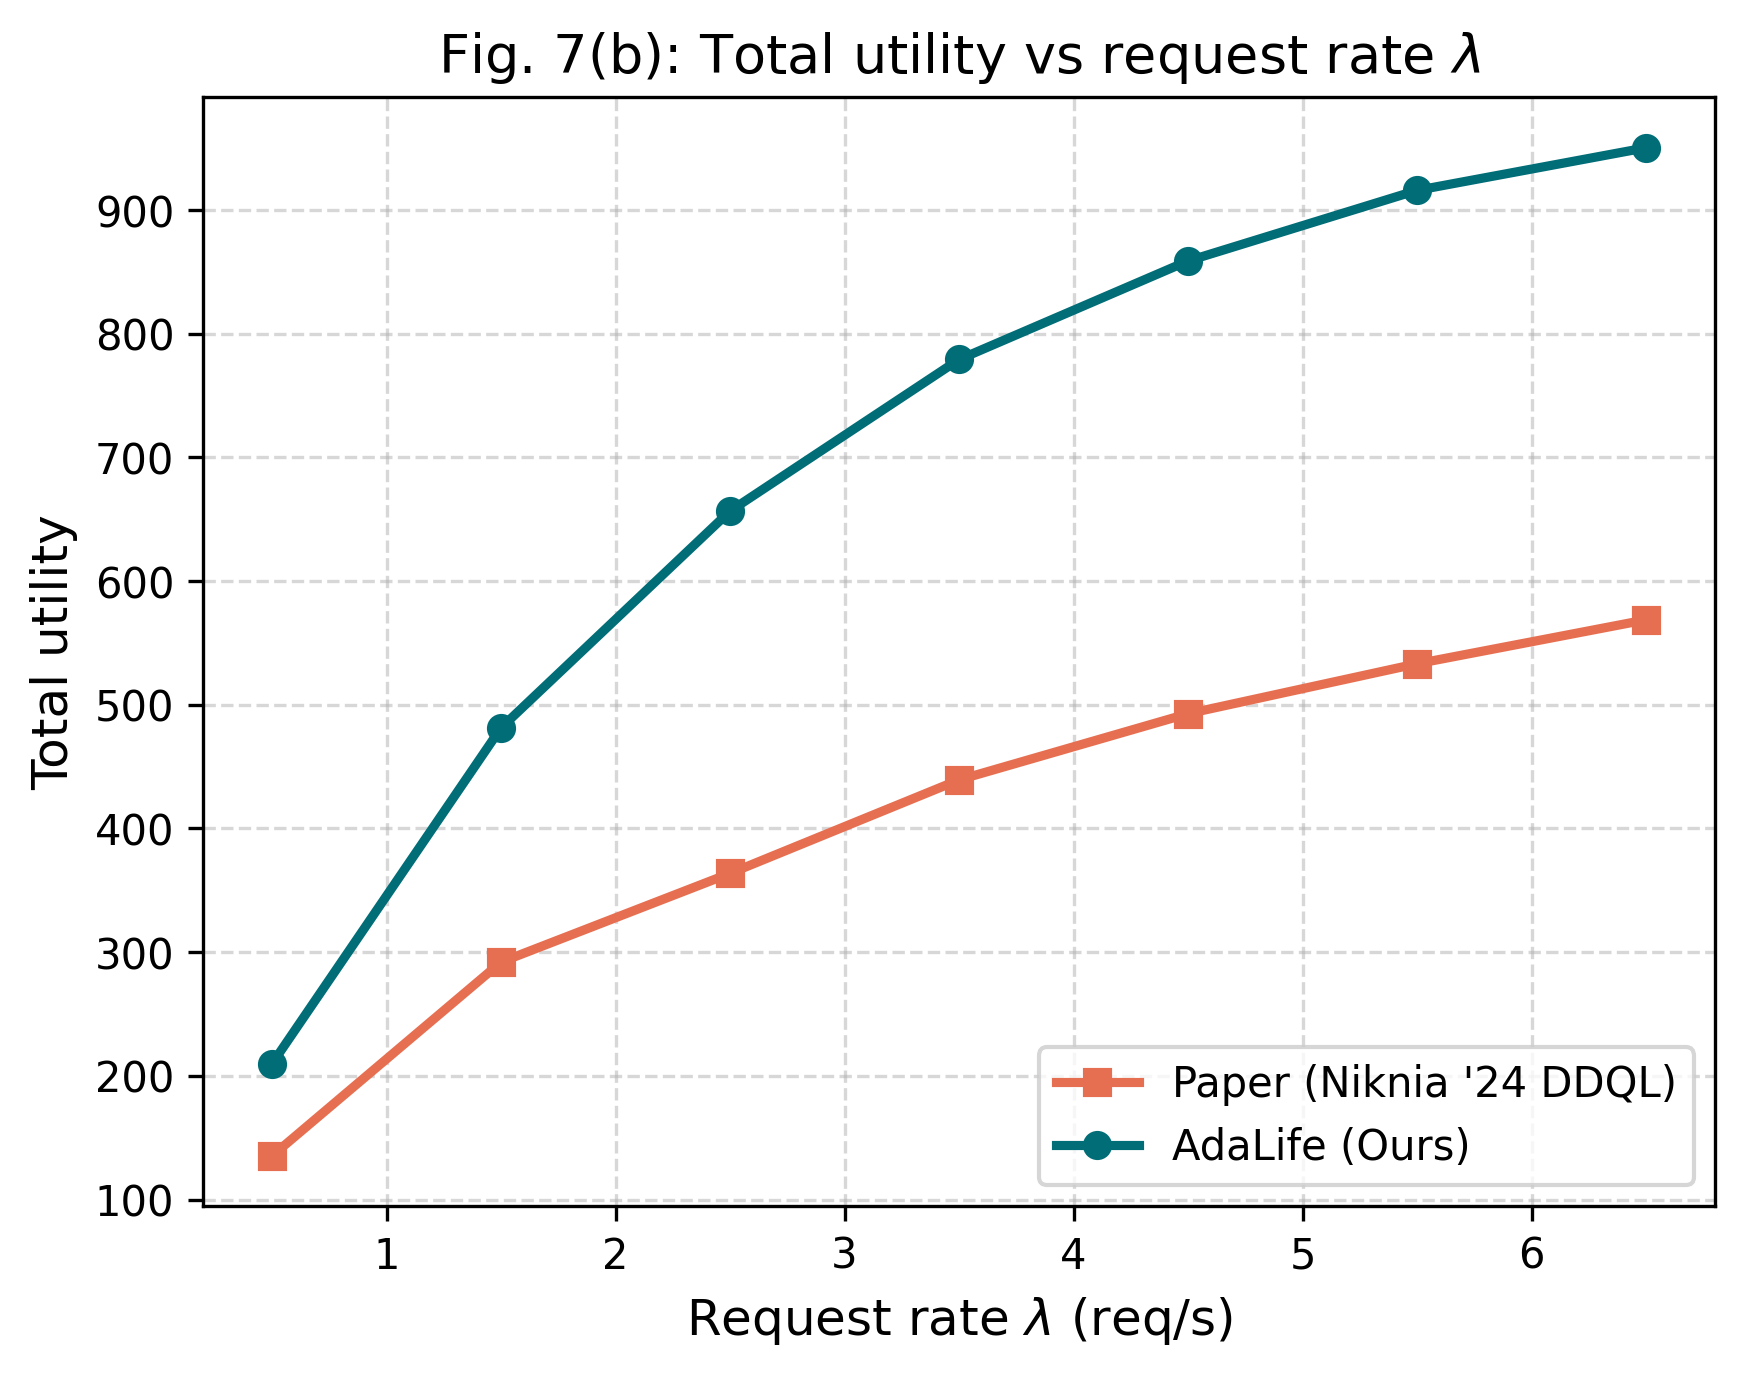 Fig. 7(b): Total utility vs request rate λ
Total utility
900
800
700
600
500
400
300
200
100
1 2 3 4 5 6
Request rate λ (req/s)
Paper (Niknia '24 DDQL)
AdaLife (Ours)